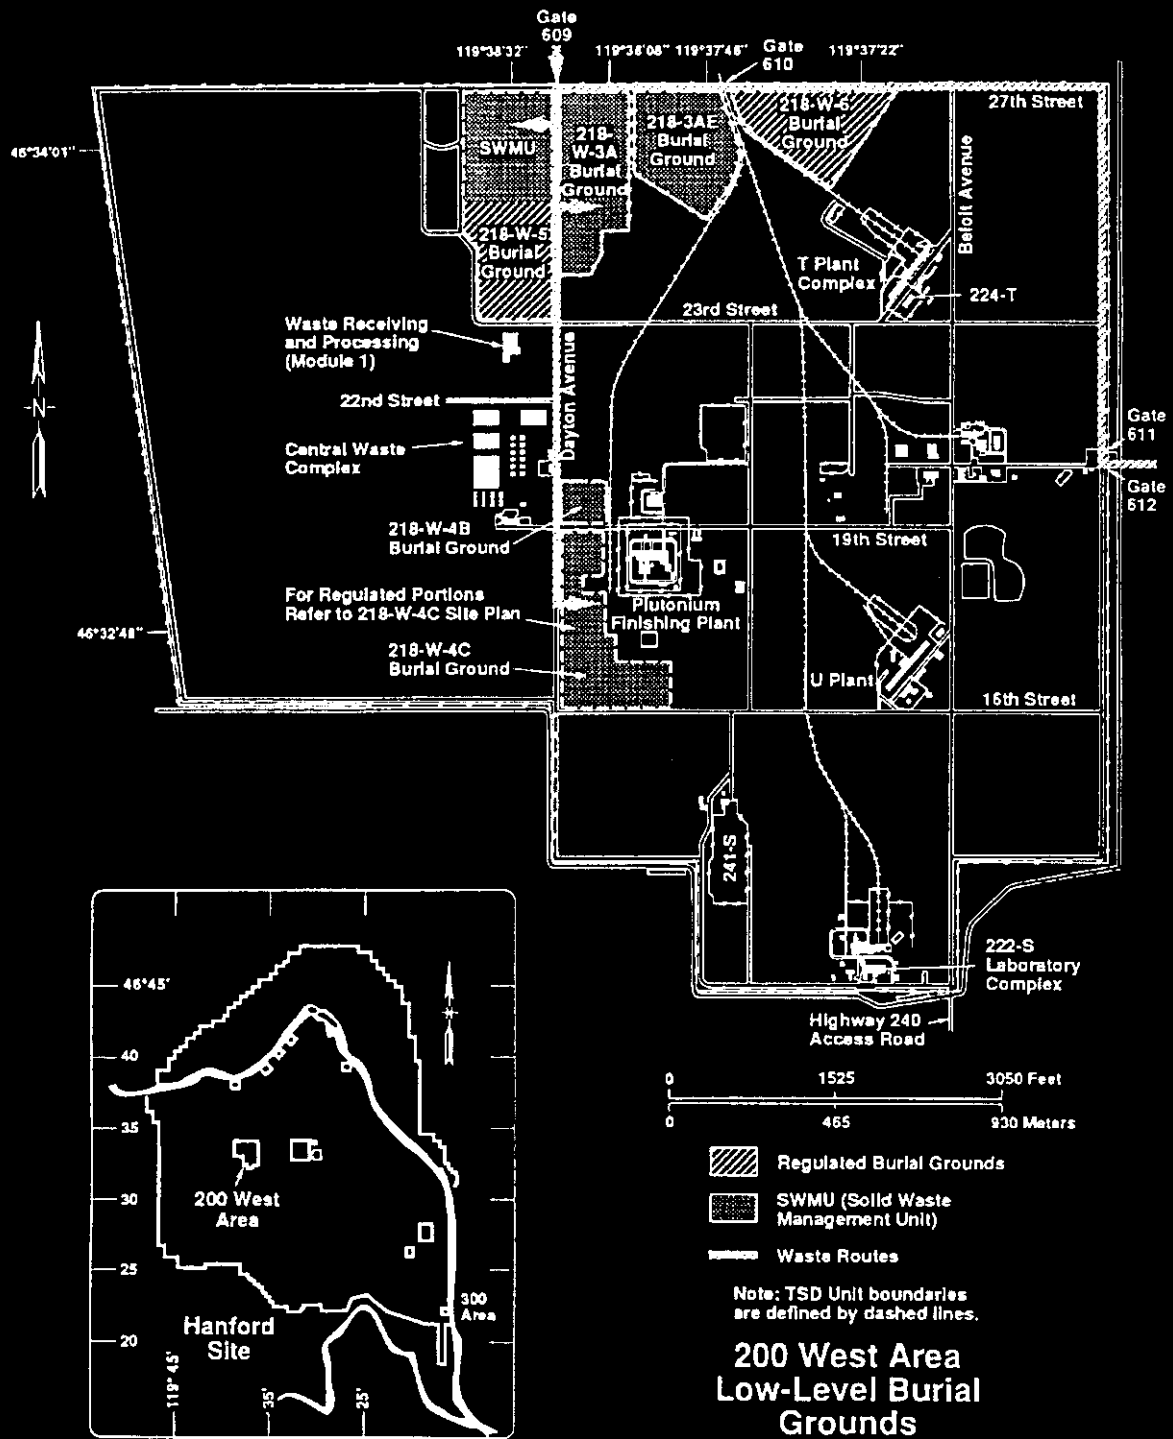 Gate
609
119°38'32"
119°38'08"
119°37'46"
Gate
610
119°37'22"
27th Street
46°34'01"
SWMU
218-
W-3A
Burial
Ground
218-3AE
Burial
Ground
218-W-6
Burial
Ground
Beloit Avenue
218-W-5
Burial
Ground
T Plant
Complex
224-T
23rd Street
Waste Receiving
and Processing
(Module 1)
Dayton Avenue
N
22nd Street
Central Waste
Complex
Gate
611
Gate
612
218-W-4B
Burial Ground
19th Street
For Regulated Portions
Refer to 218-W-4C Site Plan
Plutonium
Finishing Plant
46°32'48"
218-W-4C
Burial Ground
U Plant
16th Street
241-S
222-S
Laboratory
Complex
Highway 240
Access Road
46°45'
N
40
35
30
25
20
200 West
Area
300
Area
Hanford
Site
119°45'
35'
25'
0
1525
3050 Feet
0
465
930 Meters
Regulated Burial Grounds
SWMU (Solid Waste
Management Unit)
Waste Routes
Note: TSD Unit boundaries
are defined by dashed lines.
200 West Area
Low-Level Burial
Grounds